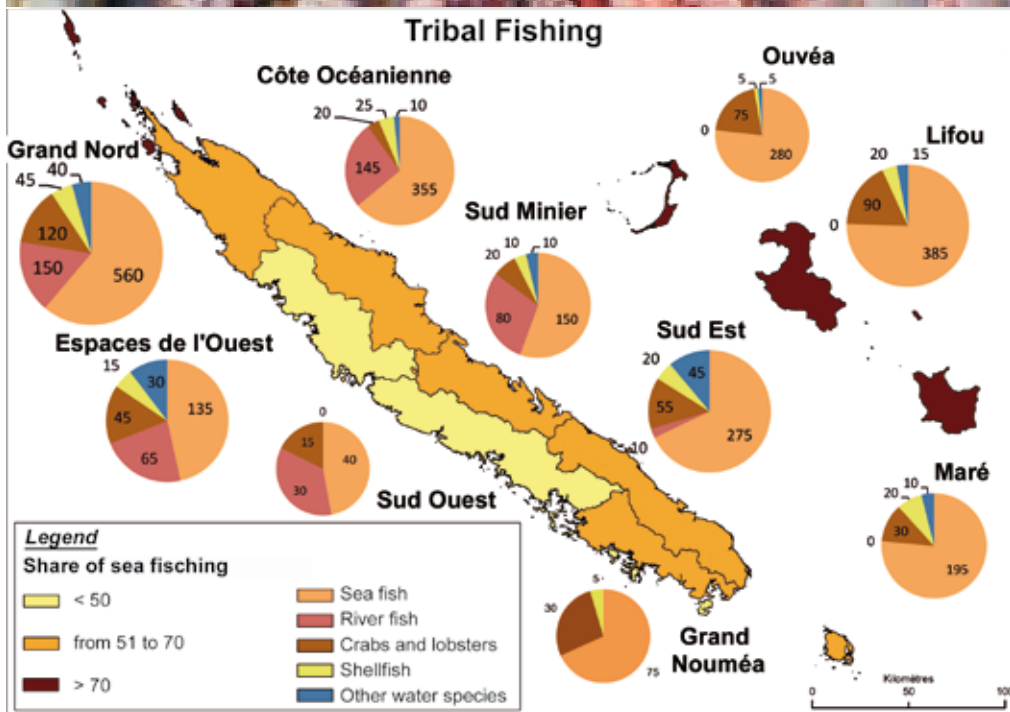 Tribal Fishing
Côte Océanienne
20
25
10
145
355
Ouvéa
5
5
0
75
280
Grand Nord
45
40
120
150
560
Lifou
20
15
0
90
385
Sud Minier
20
10
10
80
150
Espaces de l'Ouest
15
30
45
135
65
Sud Est
20
45
55
275
10
0
15
40
30
Sud Ouest
Maré
20
10
0
30
195
5
30
75
Grand
Nouméa
Legend
Share of sea fisching
< 50
from 51 to 70
> 70
Sea fish
River fish
Crabs and lobsters
Shellfish
Other water species
Kilomètres
0
50
100